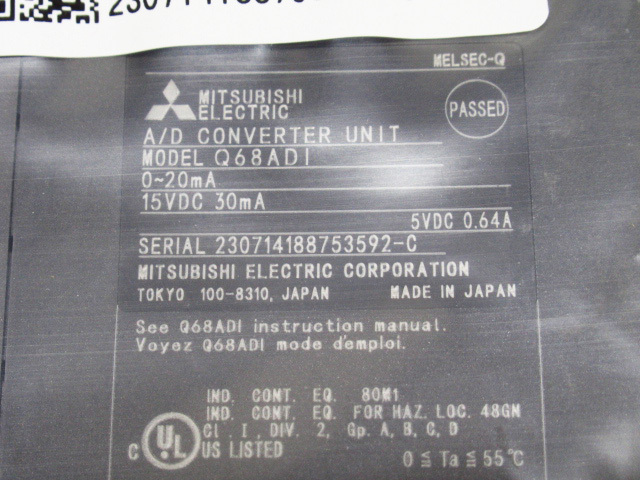 MELSEC-Q
MITSUBISHI
ELECTRIC
PASSED
A/D CONVERTER UNIT
MODEL Q68ADI
0~20mA
15VDC 30mA
5VDC 0.64A
SERIAL 230714188753592-C
MITSUBISHI ELECTRIC CORPORATION
TOKYO 100-8310, JAPAN MADE IN JAPAN
See Q68ADI instruction manual.
Voyez Q68ADI mode d'emploi.
IND. CONT. EQ. 80M1
IND. CONT. EQ. FOR HAZ. LOC. 48GN
Cl. I, DIV. 2, Gp. A, B, C, D
C UL US LISTED
0 ≦ Ta ≦ 55℃